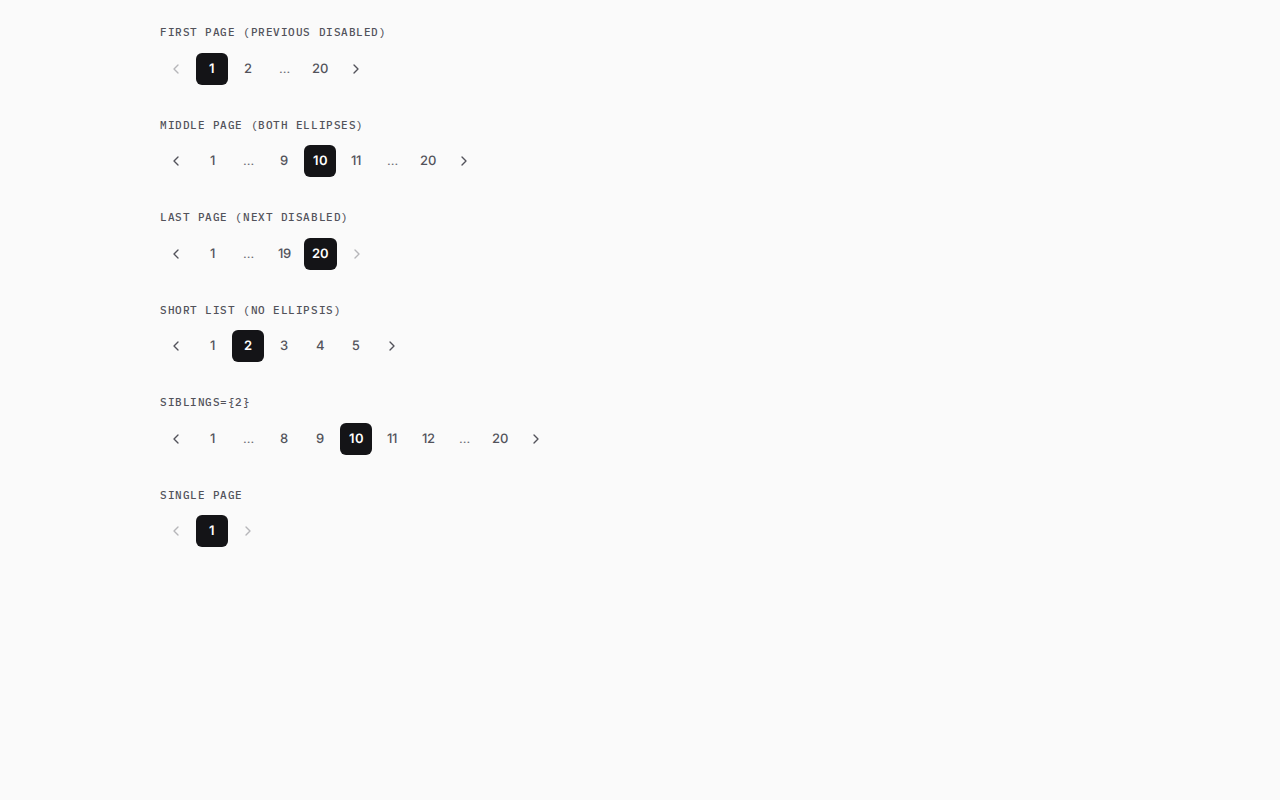 FIRST PAGE (PREVIOUS DISABLED)
1 2 … 20
MIDDLE PAGE (BOTH ELLIPSES)
1 … 9 10 11 … 20
LAST PAGE (NEXT DISABLED)
1 … 19 20
SHORT LIST (NO ELLIPSIS)
1 2 3 4 5
SIBLINGS={2}
1 … 8 9 10 11 12 … 20
SINGLE PAGE
1